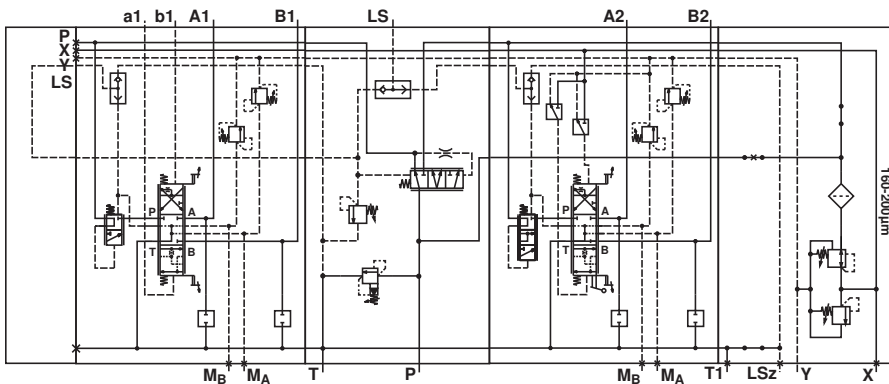 a1 b1 A1 B1 LS A2 B2
P
X
Y
LS
160-200µm
P A
T B
P A
T B
MB MA T P MB MA T1 LSz Y X